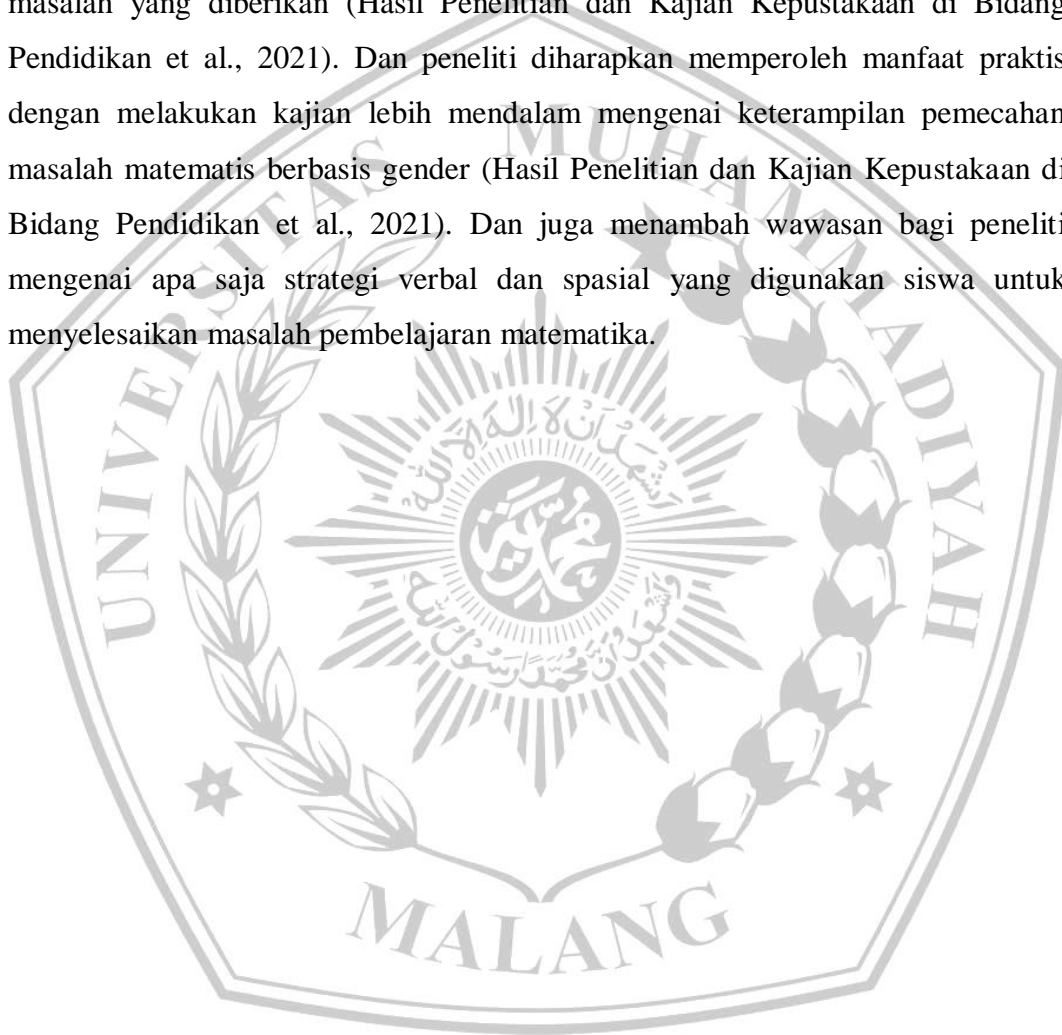 masalah yang diberikan (Hasil Penelitian dan Kajian Kepustakaan di Bidang
Pendidikan et al., 2021). Dan peneliti diharapkan memperoleh manfaat praktis
dengan melakukan kajian lebih mendalam mengenai keterampilan pemecahan
masalah matematis berbasis gender (Hasil Penelitian dan Kajian Kepustakaan di
Bidang Pendidikan et al., 2021). Dan juga menambah wawasan bagi peneliti
mengenai apa saja strategi verbal dan spasial yang digunakan siswa untuk
menyelesaikan masalah pembelajaran matematika.
UNIVERSITAS MUHAMMADIYAH
MALANG